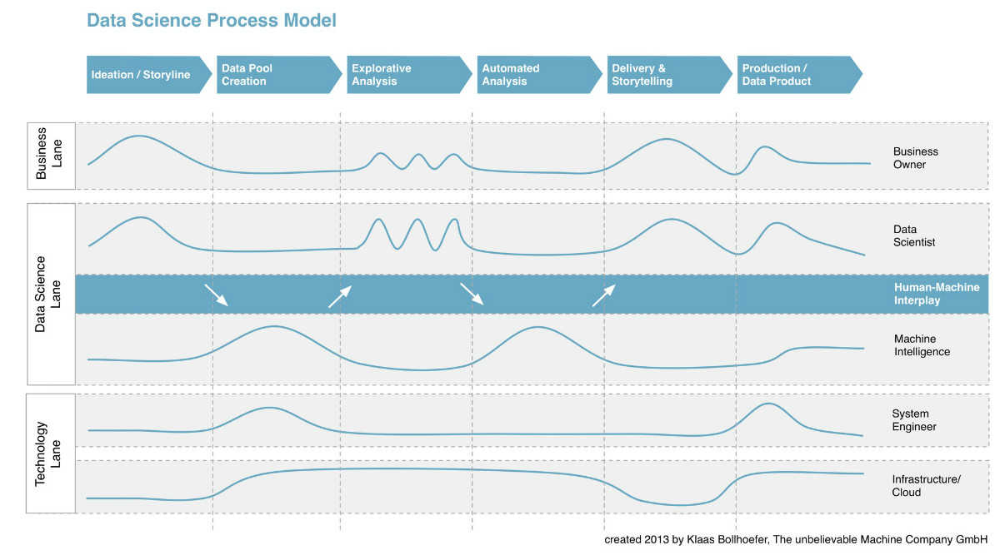 Data Science Process Model
Ideation / Storyline
Data Pool
Creation
Explorative
Analysis
Automated
Analysis
Delivery &
Storytelling
Production /
Data Product
Business
Lane
Business
Owner
Data Science
Lane
Data
Scientist
Human-Machine
Interplay
Machine
Intelligence
Technology
Lane
System
Engineer
Infrastructure/
Cloud
created 2013 by Klaas Bollhoefer, The unbelievable Machine Company GmbH